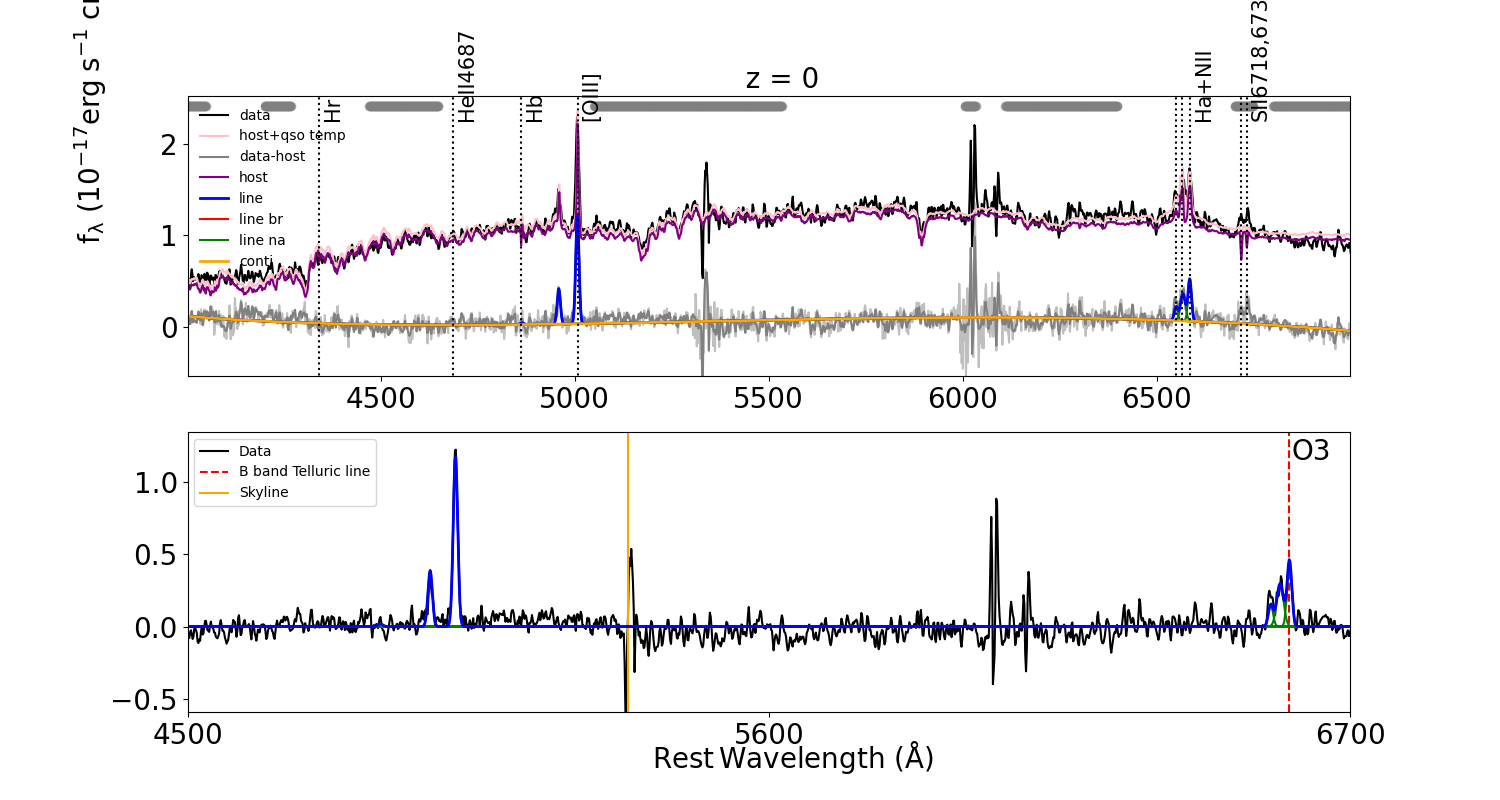 z = 0
f_λ (10^−17 erg s^−1
Hr
HeII4687
Hb
[OIII]
Ha+NII
SII6718,673
data
host+qso temp
data-host
host
line
line br
line na
conti
2
1
0
4500
5000
5500
6000
6500
Data
B band Telluric line
Skyline
O3
1.0
0.5
0.0
−0.5
4500
5600
6700
Rest Wavelength (Å)